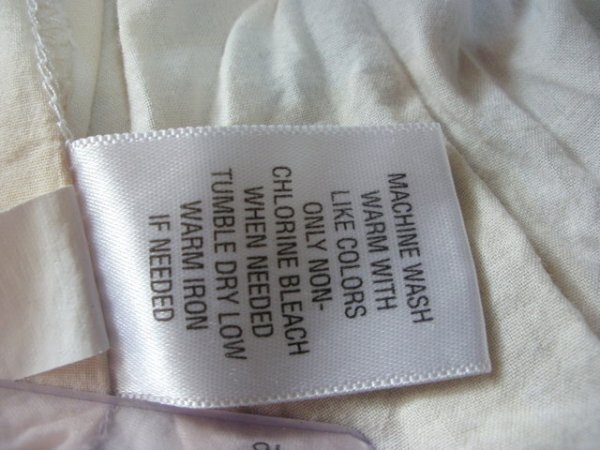 MACHINE WASH
WARM WITH
LIKE COLORS
ONLY NON-
CHLORINE BLEACH
WHEN NEEDED
TUMBLE DRY LOW
WARM IRON
IF NEEDED